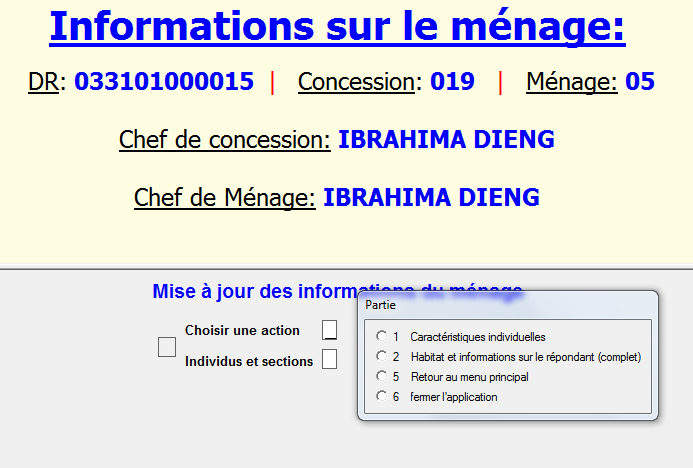 Informations sur le ménage:
DR: 033101000015 | Concession: 019 | Ménage: 05
Chef de concession: IBRAHIMA DIENG
Chef de Ménage: IBRAHIMA DIENG
Mise à jour des informations du ménage
Choisir une action
Individus et sections
Partie
1 Caractéristiques individuelles
2 Habitat et informations sur le répondant (complet)
5 Retour au menu principal
6 fermer l'application